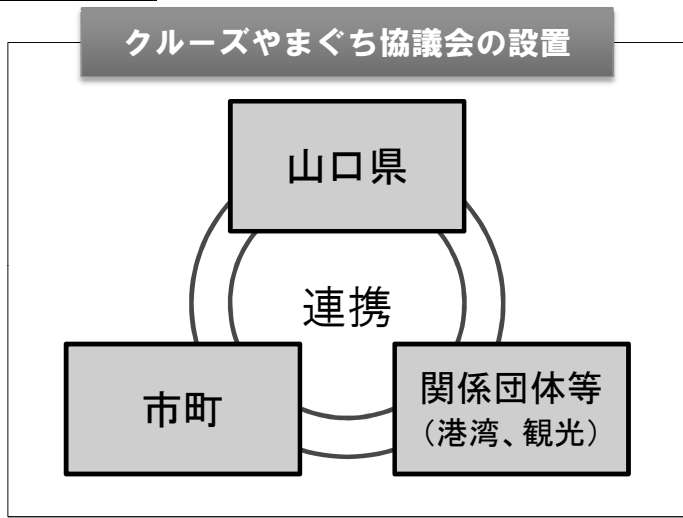 クルーズやまぐち協議会の設置
山口県
連携
市町
関係団体等
（港湾、観光）